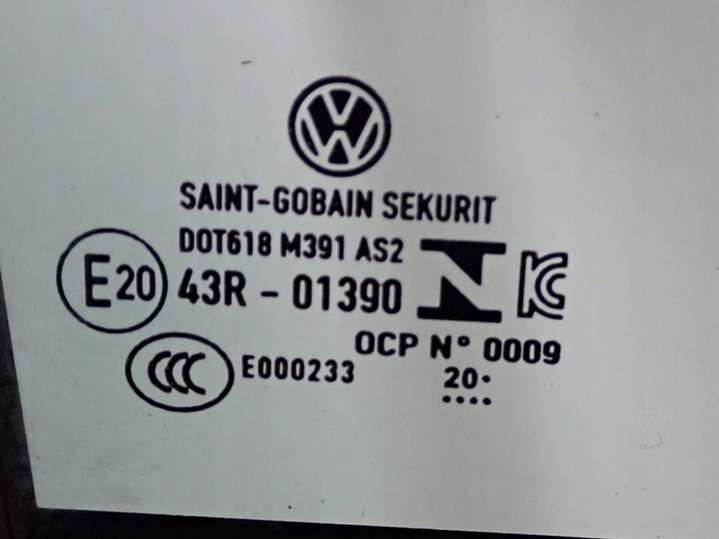 SAINT-GOBAIN SEKURIT
DOT618 M391 AS2
E20 43R - 01390
OCP N° 0009
CCC E000233
20·
····